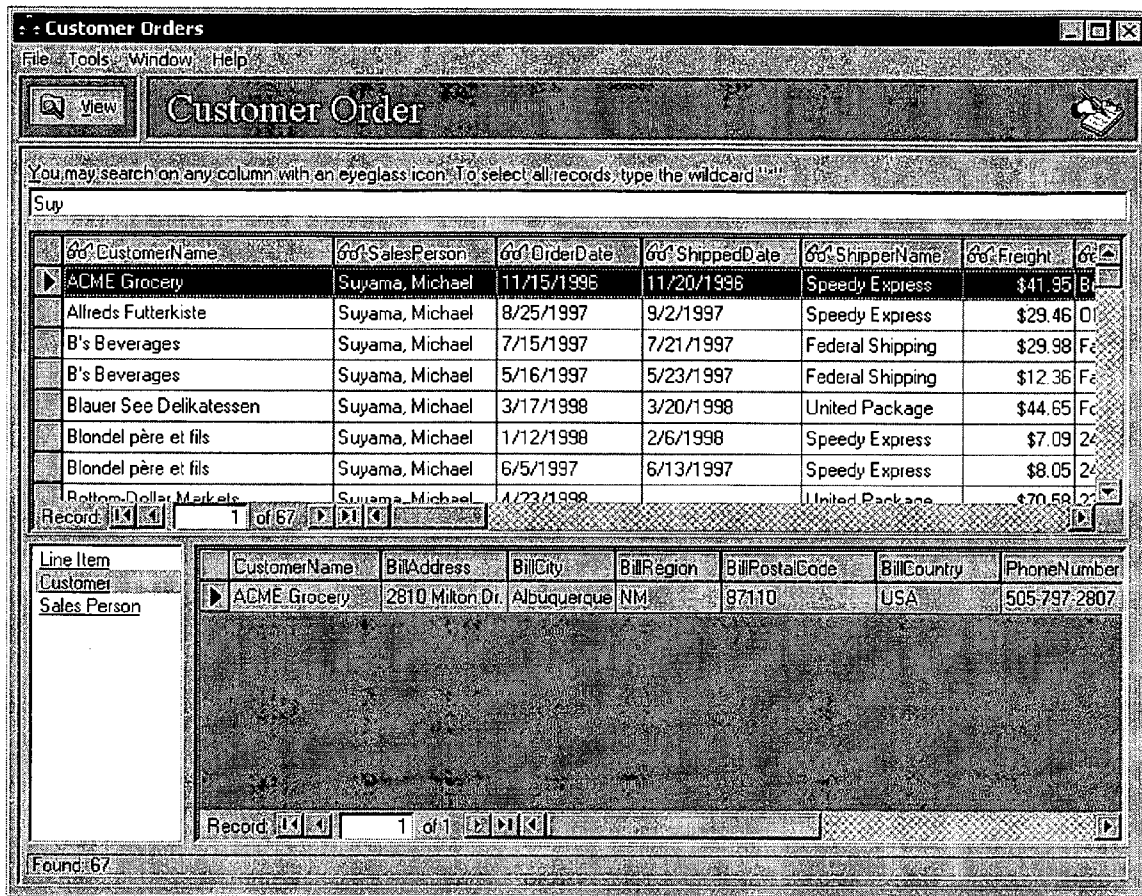 Customer Orders
File Tools Window Help
View Customer Order
You may search on any column with an eyeglass icon. To select all records, type the wildcard "*"
Suy
CustomerName SalesPerson OrderDate ShippedDate ShipperName Freight
ACME Grocery Suyama, Michael 11/15/1996 11/20/1996 Speedy Express $41.95
Alfreds Futterkiste Suyama, Michael 8/25/1997 9/2/1997 Speedy Express $29.46
B's Beverages Suyama, Michael 7/15/1997 7/21/1997 Federal Shipping $29.98 Fa
B's Beverages Suyama, Michael 5/16/1997 5/23/1997 Federal Shipping $12.36 Fa
Blauer See Delikatessen Suyama, Michael 3/17/1998 3/20/1998 United Package $44.65 Fo
Blondel père et fils Suyama, Michael 1/12/1998 2/6/1998 Speedy Express $7.09 24
Blondel père et fils Suyama, Michael 6/5/1997 6/13/1997 Speedy Express $8.05 24
Bottom-Dollar Markets Suyama, Michael 4/23/1998 United Package $70.58
Record: 1 of 67
Line Item
Customer
Sales Person
CustomerName BillAddress BillCity BillRegion BillPostalCode BillCountry PhoneNumber
ACME Grocery 2810 Milton Dr. Albuquerque NM 87110 USA 505-797-2807
Record: 1 of 1
Found: 67